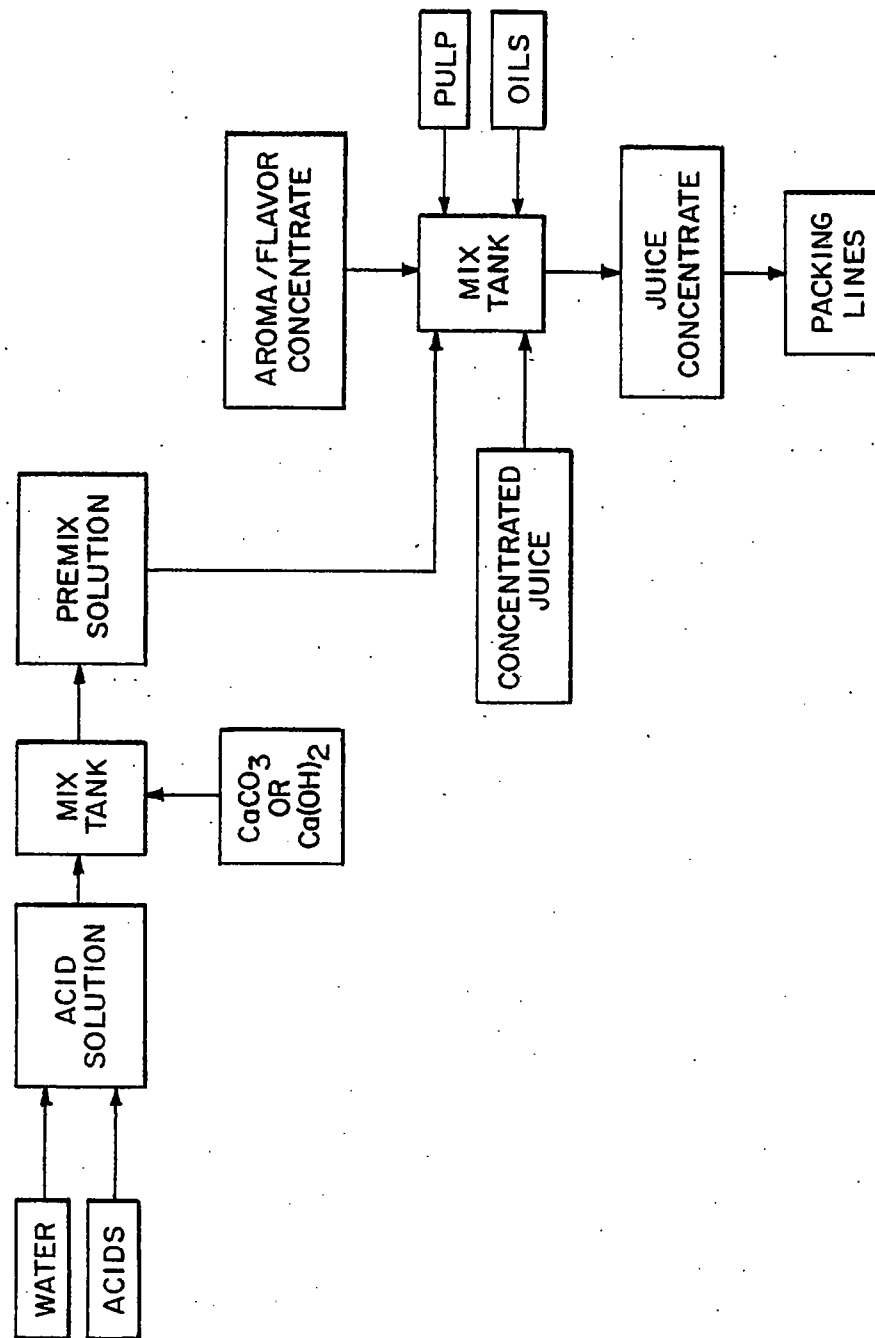 WATER
ACIDS
ACID
SOLUTION
MIX
TANK
CaCO3
OR
Ca(OH)2
PREMIX
SOLUTION
AROMA/FLAVOR
CONCENTRATE
CONCENTRATED
JUICE
MIX
TANK
PULP
OILS
JUICE
CONCENTRATE
PACKING
LINES